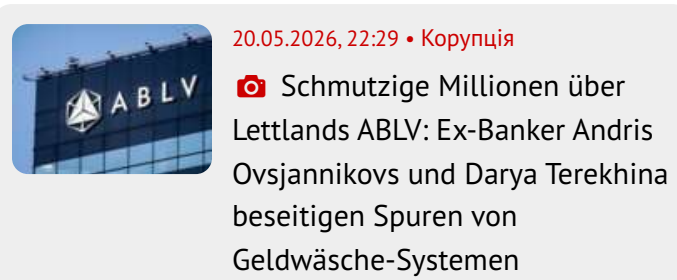 ABLV
20.05.2026, 22:29 • Корупція
Schmutzige Millionen über
Lettlands ABLV: Ex-Banker Andris
Ovsjannikovs und Darya Terekhina
beseitigen Spuren von
Geldwäsche-Systemen